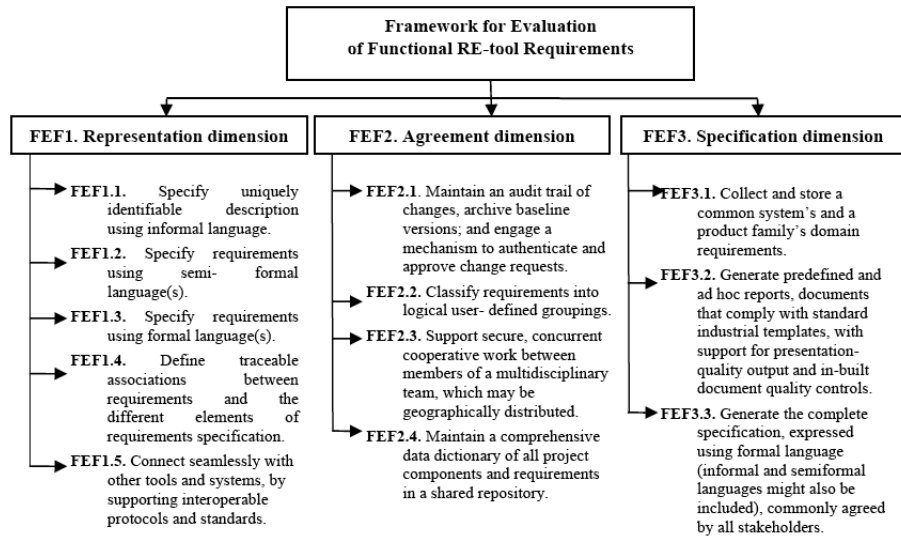 Framework for Evaluation
of Functional RE-tool Requirements
FEF1. Representation dimension
FEF1.1. Specify uniquely
identifiable description
using informal language.
FEF1.2. Specify requirements
using semi- formal
language(s).
FEF1.3. Specify requirements
using formal language(s).
FEF1.4. Define traceable
associations between
requirements and the
different elements of
requirements specification.
FEF1.5. Connect seamlessly with
other tools and systems, by
supporting interoperable
protocols and standards.
FEF2. Agreement dimension
FEF2.1. Maintain an audit trail of
changes, archive baseline
versions; and engage a
mechanism to authenticate and
approve change requests.
FEF2.2. Classify requirements into
logical user- defined groupings.
FEF2.3. Support secure, concurrent
cooperative work between
members of a multidisciplinary
team, which may be
geographically distributed.
FEF2.4. Maintain a comprehensive
data dictionary of all project
components and requirements
in a shared repository.
FEF3. Specification dimension
FEF3.1. Collect and store a
common system's and a
product family's domain
requirements.
FEF3.2. Generate predefined and
ad hoc reports, documents
that comply with standard
industrial templates, with
support for presentation-
quality output and in-built
document quality controls.
FEF3.3. Generate the complete
specification, expressed
using formal language
(informal and semiformal
languages might also be
included), commonly agreed
by all stakeholders.